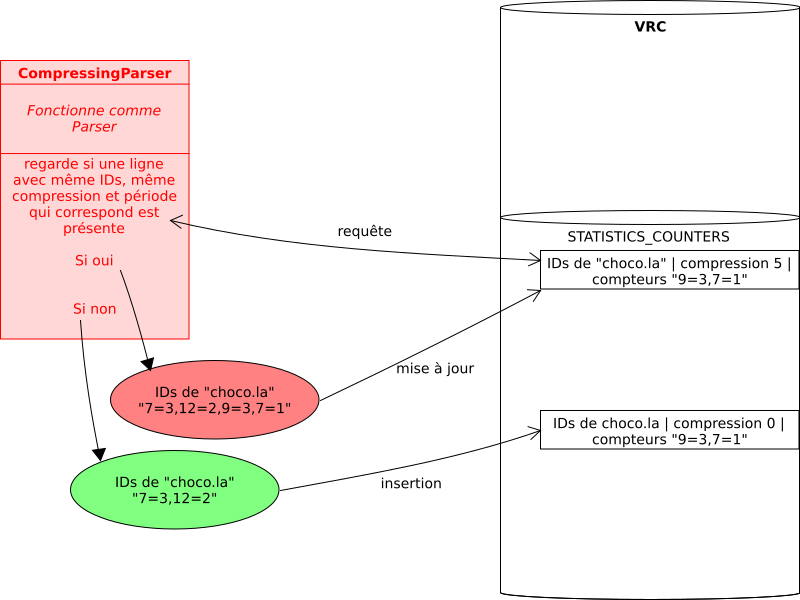 VRC
CompressingParser
Fonctionne comme
Parser
regarde si une ligne
avec même IDs, même
compression et période
qui correspond est
présente
Si oui
Si non
requête
STATISTICS_COUNTERS
IDs de "choco.la" | compression 5 |
compteurs "9=3,7=1"
mise à jour
IDs de "choco.la"
"7=3,12=2,9=3,7=1"
IDs de choco.la | compression 0 |
compteurs "9=3,7=1"
IDs de "choco.la"
"7=3,12=2"
insertion